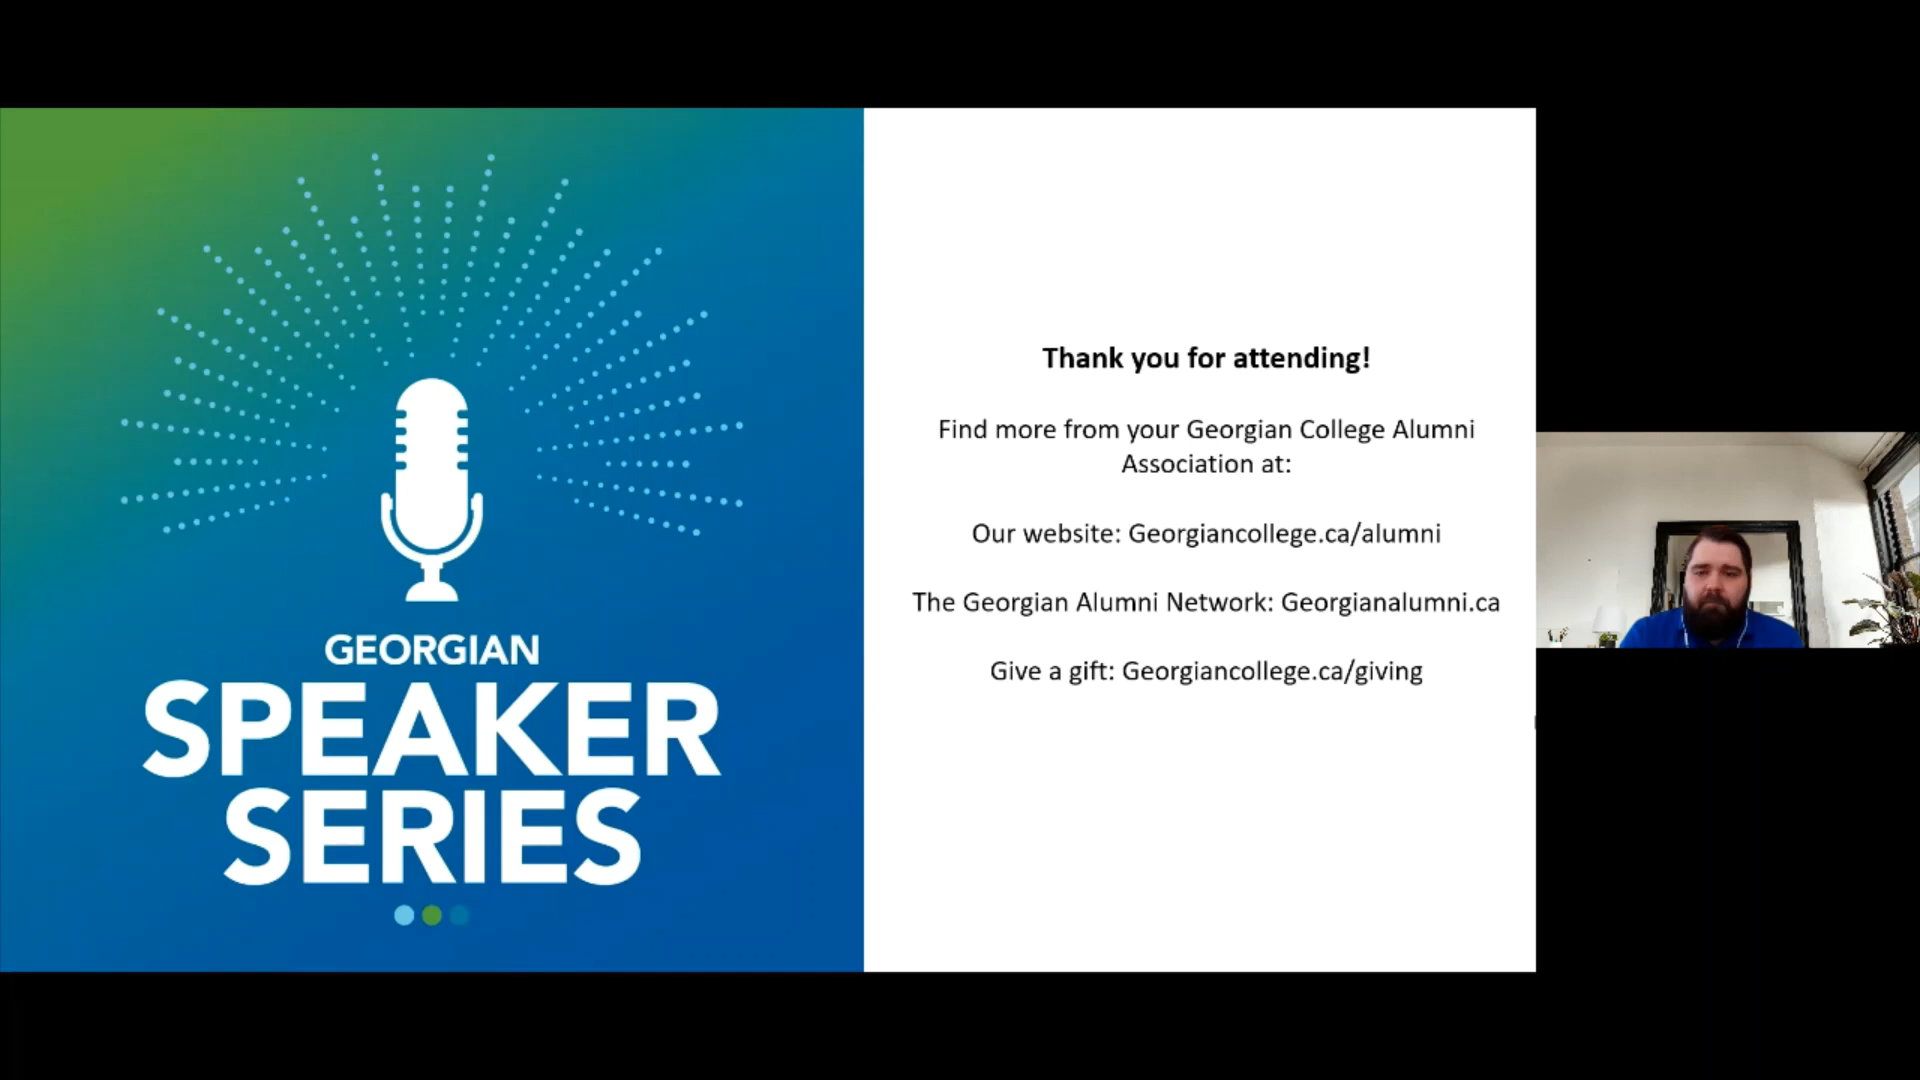 GEORGIAN
SPEAKER
SERIES
Thank you for attending!
Find more from your Georgian College Alumni
Association at:
Our website: Georgiancollege.ca/alumni
The Georgian Alumni Network: Georgianalumni.ca
Give a gift: Georgiancollege.ca/giving